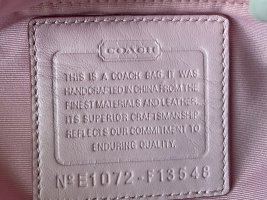 COACH
THIS IS A COACH BAG. IT WAS
HANDCRAFTED IN CHINA FROM THE
FINEST MATERIALS AND LEATHER.
ITS SUPERIOR CRAFTSMANSHIP
REFLECTS OUR COMMITMENT TO
ENDURING QUALITY.
Nº E1072-F13548